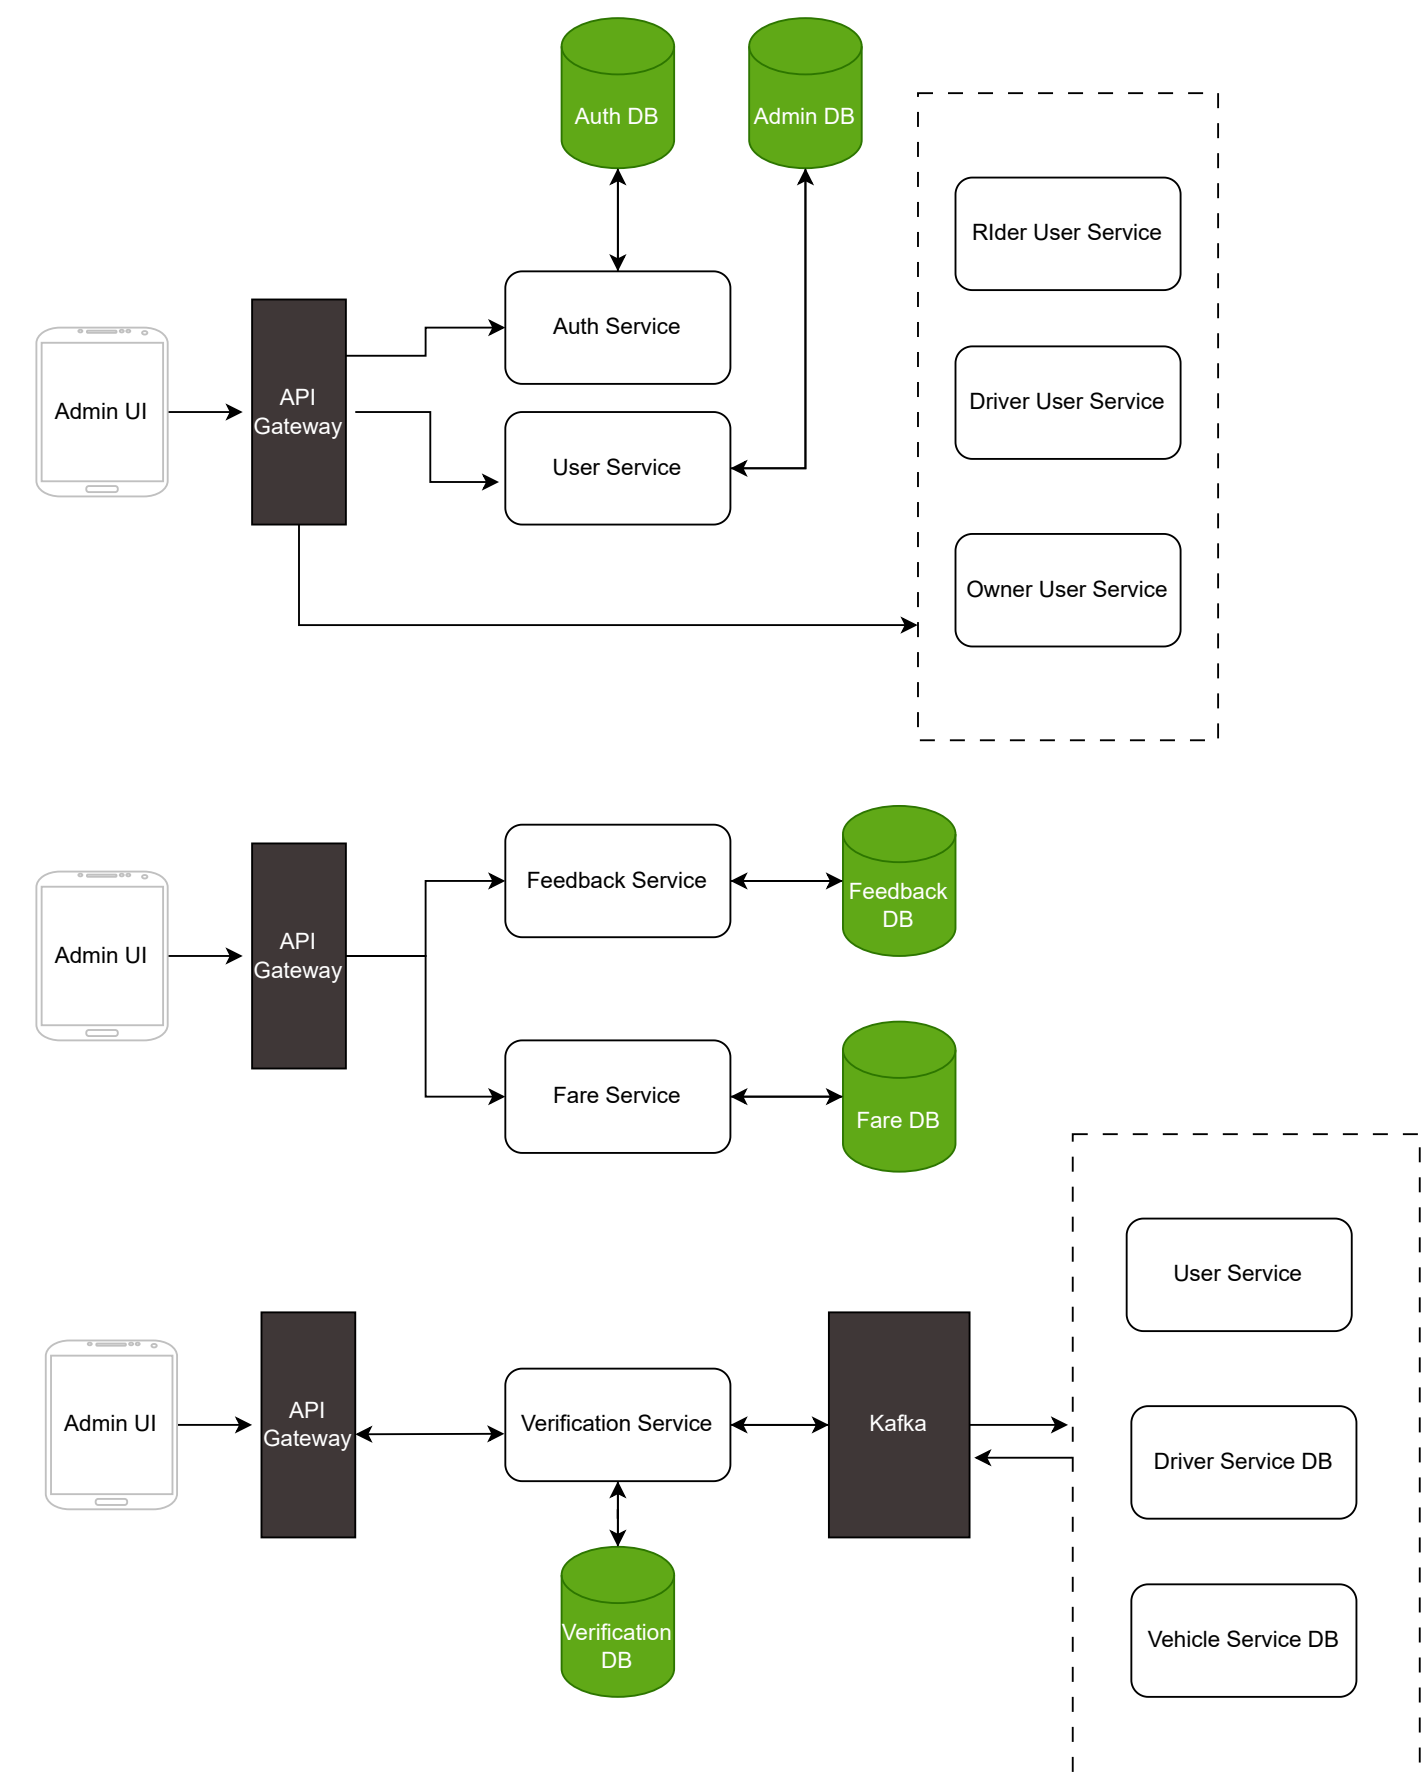 Auth DB
Admin DB
RIder User Service
Auth Service
Driver User Service
Admin UI
API
Gateway
User Service
Owner User Service
Feedback Service
Feedback
DB
Admin UI
API
Gateway
Fare Service
Fare DB
User Service
Admin UI
API
Gateway
Verification Service
Kafka
Driver Service DB
Verification
DB
Vehicle Service DB